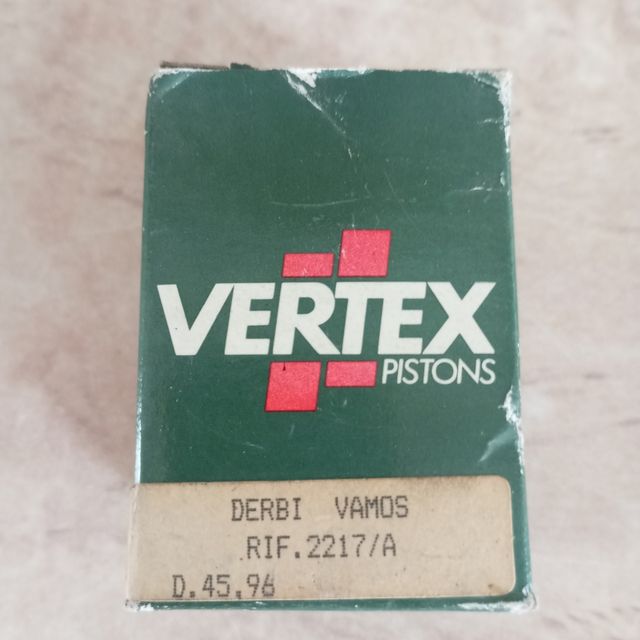 VERTEX
PISTONS
DERBI VAMOS
RIF.2217/A
D.45.96